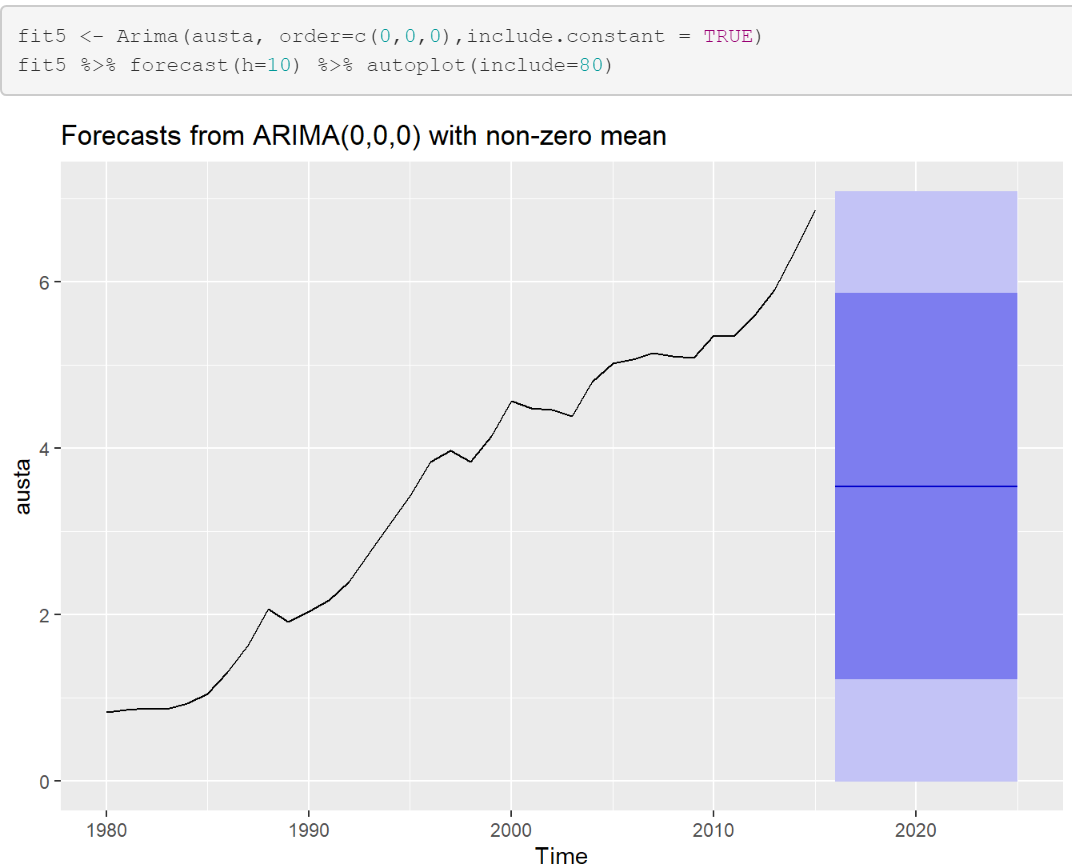 fit5 <- Arima(austa, order=c(0,0,0),include.constant = TRUE)
fit5 %>% forecast(h=10) %>% autoplot(include=80)
Forecasts from ARIMA(0,0,0) with non-zero mean
6
4
2
0
austa
1980 1990 2000 2010 2020
Time